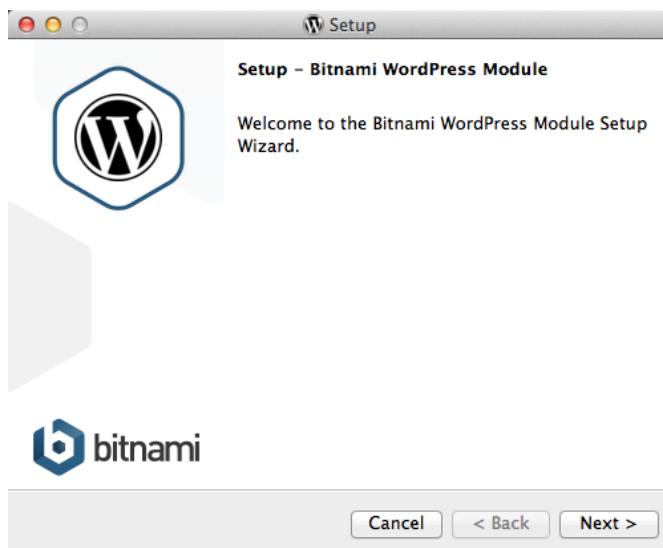 Setup
Setup – Bitnami WordPress Module
Welcome to the Bitnami WordPress Module Setup
Wizard.
bitnami
Cancel
< Back
Next >